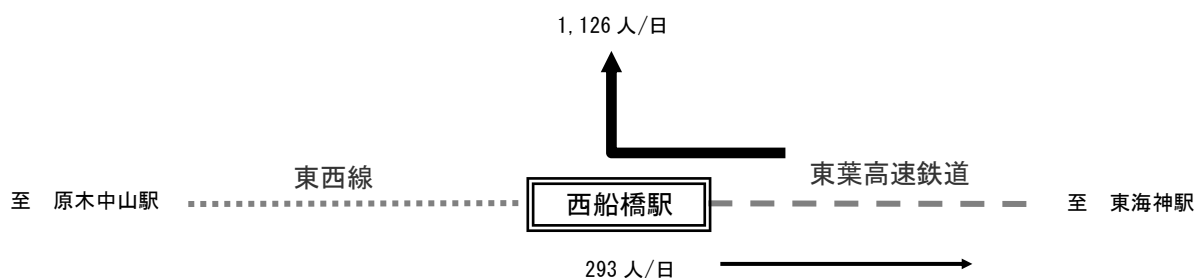 1,126 人/日
東西線
東葉高速鉄道
至 原木中山駅
西船橋駅
至 東海神駅
293 人/日